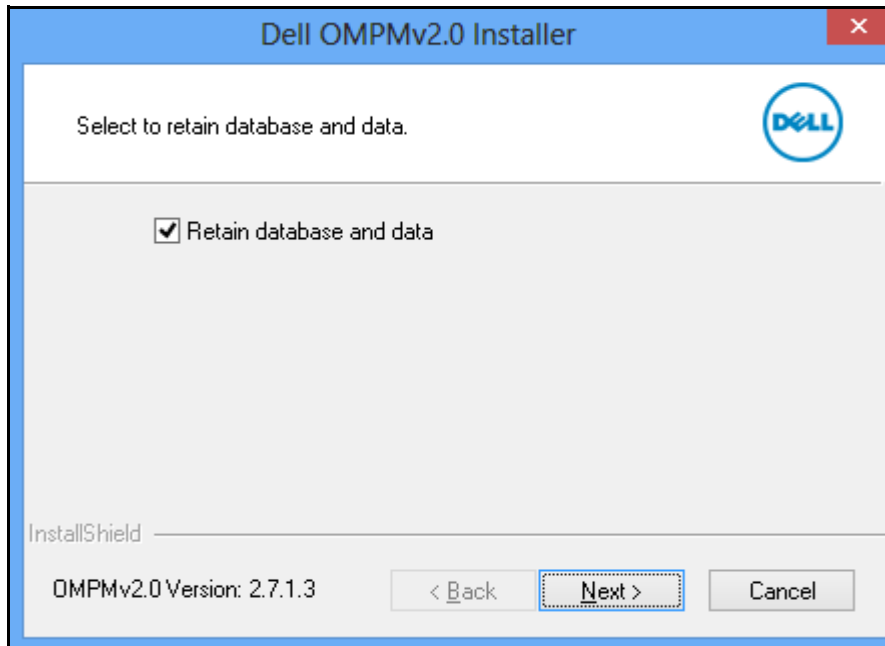 Dell OMPMv2.0 Installer
Select to retain database and data.
DELL
Retain database and data
InstallShield
OMPMv2.0 Version: 2.7.1.3
< Back
Next >
Cancel